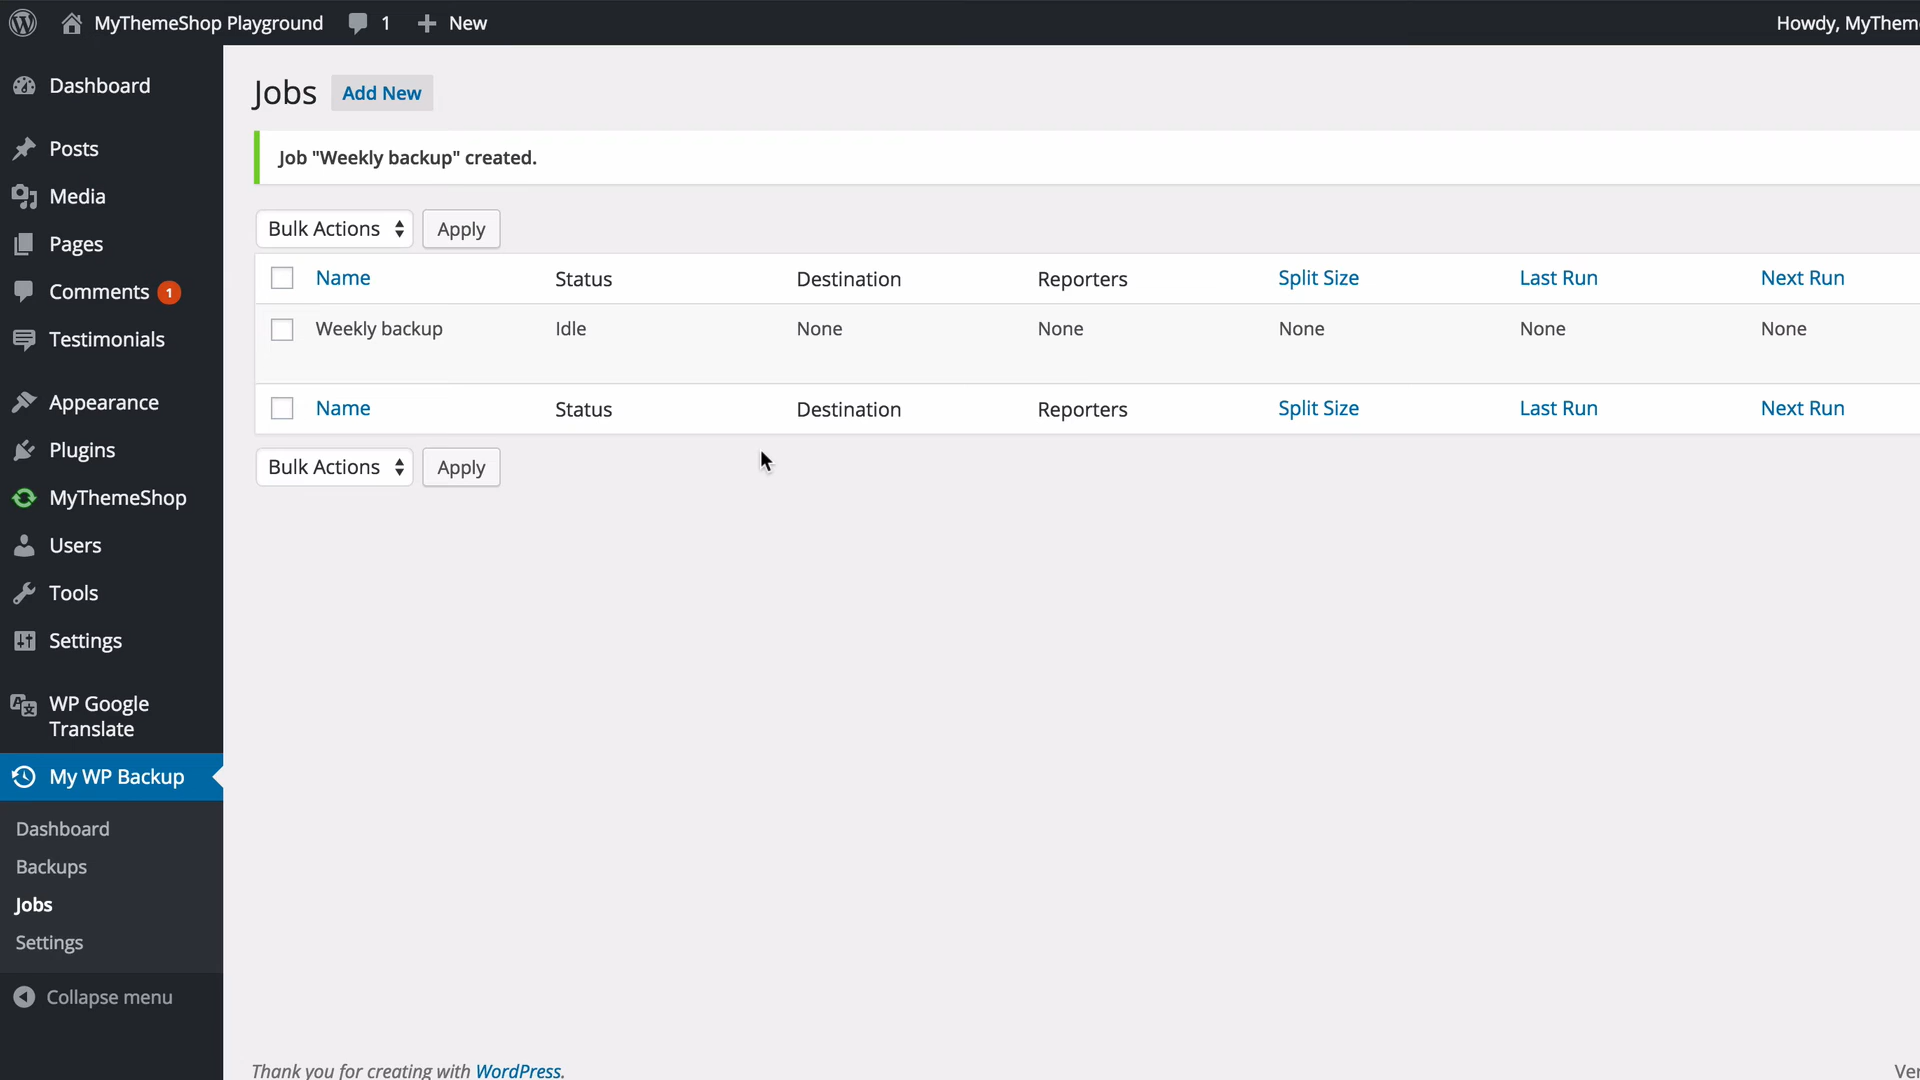 MyThemeShop Playground 1 New Howdy, MyThem
Dashboard
Posts
Media
Pages
Comments 1
Testimonials
Appearance
Plugins
MyThemeShop
Users
Tools
Settings
WP Google
Translate
My WP Backup
Dashboard
Backups
Jobs
Settings
Collapse menu
Jobs Add New
Job "Weekly backup" created.
Bulk Actions Apply
Name Status Destination Reporters Split Size Last Run Next Run
Weekly backup Idle None None None None None
Name Status Destination Reporters Split Size Last Run Next Run
Bulk Actions Apply
Thank you for creating with WordPress. Ver